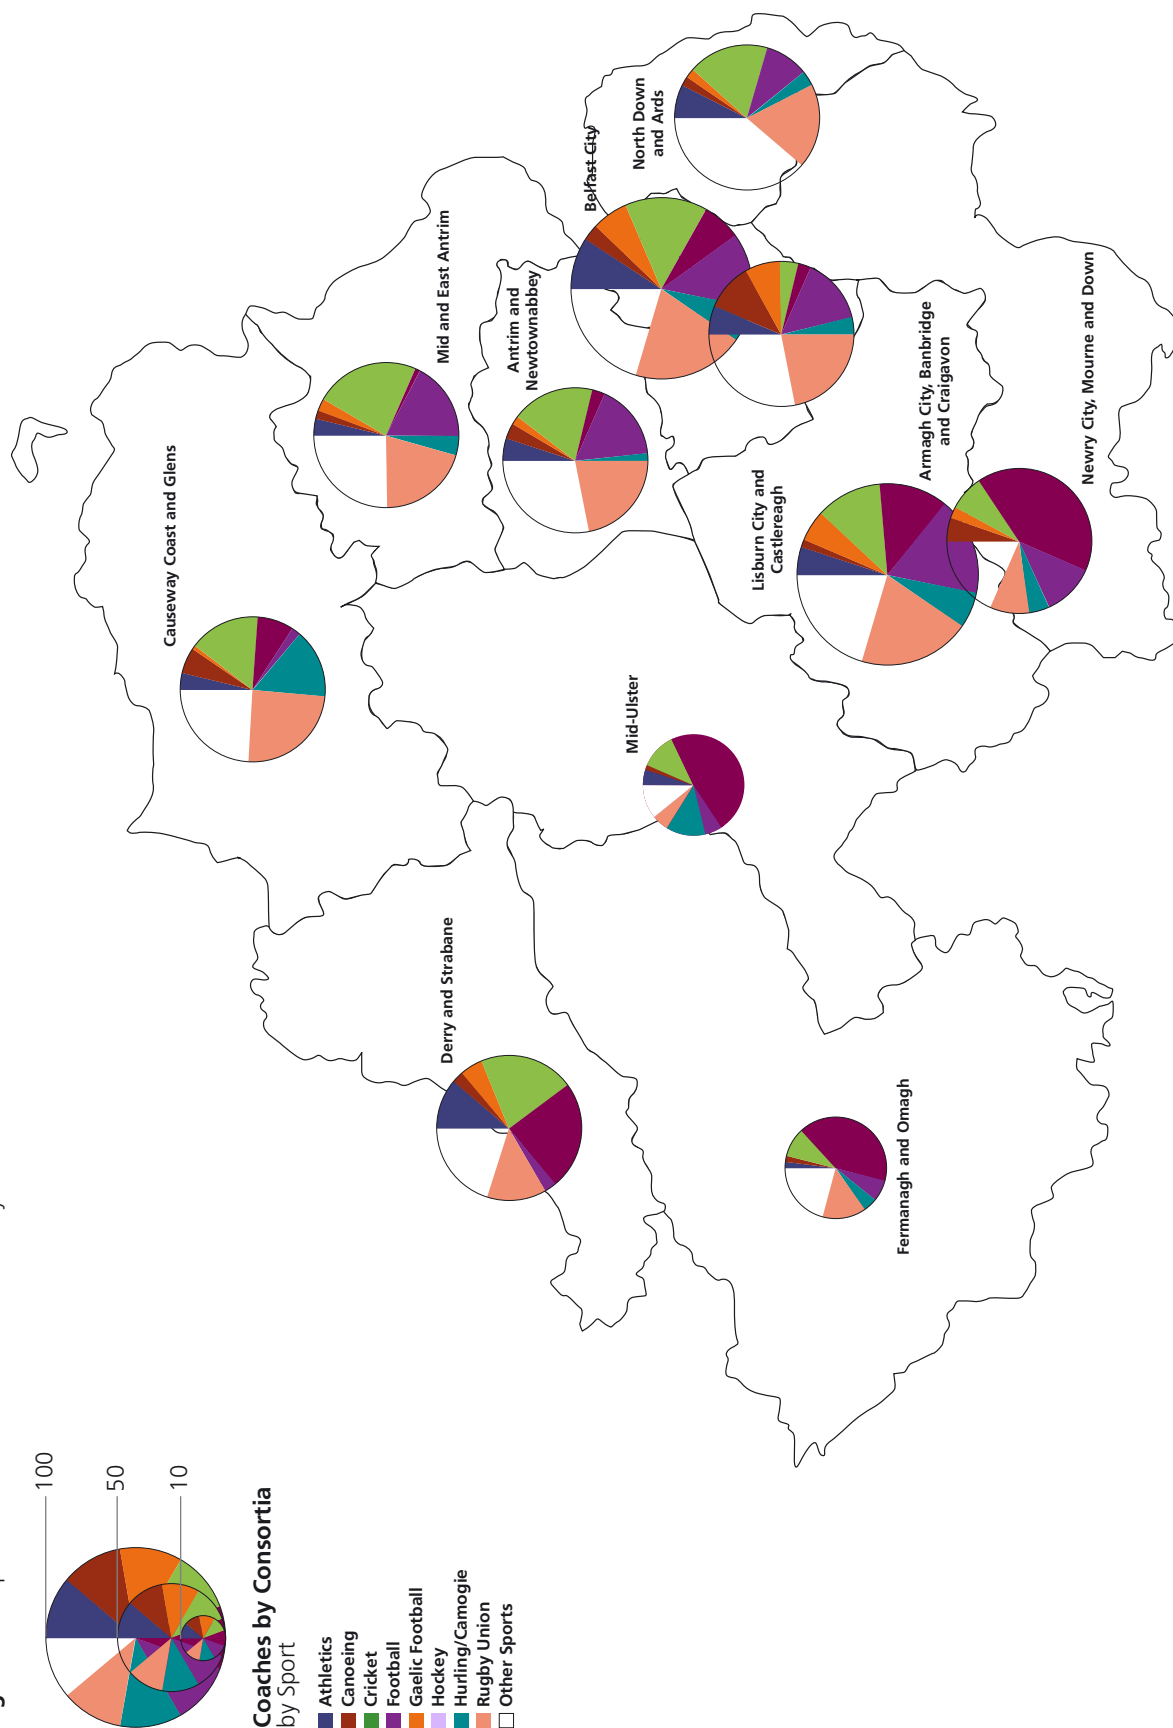 100
50
10
Coaches by Consortia
by Sport
Athletics
Canoeing
Cricket
Football
Gaelic Football
Hockey
Hurling/Camogie
Rugby Union
Other Sports
Causeway Coast and Glens
Derry and Strabane
Mid and East Antrim
Antrim and
Newtownabbey
Belfast City
North Down
and Ards
Mid-Ulster
Lisburn City and
Castlereagh
Fermanagh and Omagh
Armagh City, Banbridge
and Craigavon
Newry City, Mourne and Down